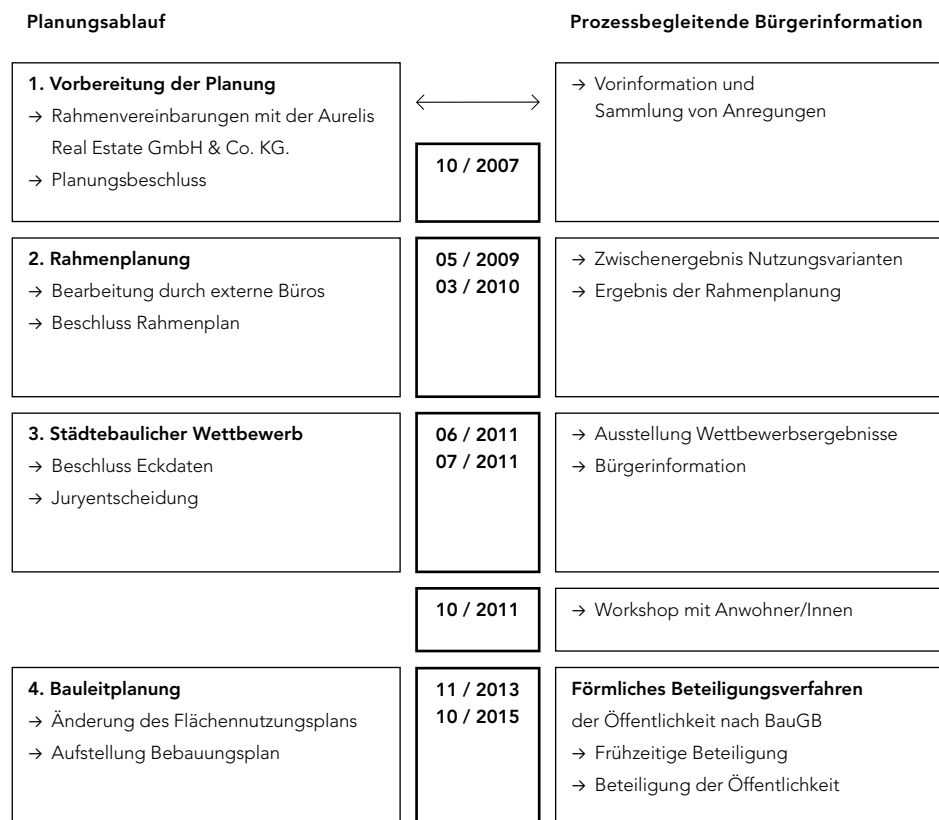 Planungsablauf
Prozessbegleitende Bürgerinformation
1. Vorbereitung der Planung
→ Rahmenvereinbarungen mit der Aurelis
Real Estate GmbH & Co. KG.
→ Planungsbeschluss
10 / 2007
→ Vorinformation und
Sammlung von Anregungen
2. Rahmenplanung
→ Bearbeitung durch externe Büros
→ Beschluss Rahmenplan
05 / 2009
03 / 2010
→ Zwischenergebnis Nutzungsvarianten
→ Ergebnis der Rahmenplanung
3. Städtebaulicher Wettbewerb
→ Beschluss Eckdaten
→ Juryentscheidung
06 / 2011
07 / 2011
→ Ausstellung Wettbewerbsergebnisse
→ Bürgerinformation
10 / 2011
→ Workshop mit Anwohner/Innen
4. Bauleitplanung
→ Änderung des Flächennutzungsplans
→ Aufstellung Bebauungsplan
11 / 2013
10 / 2015
Förmliches Beteiligungsverfahren
der Öffentlichkeit nach BauGB
→ Frühzeitige Beteiligung
→ Beteiligung der Öffentlichkeit